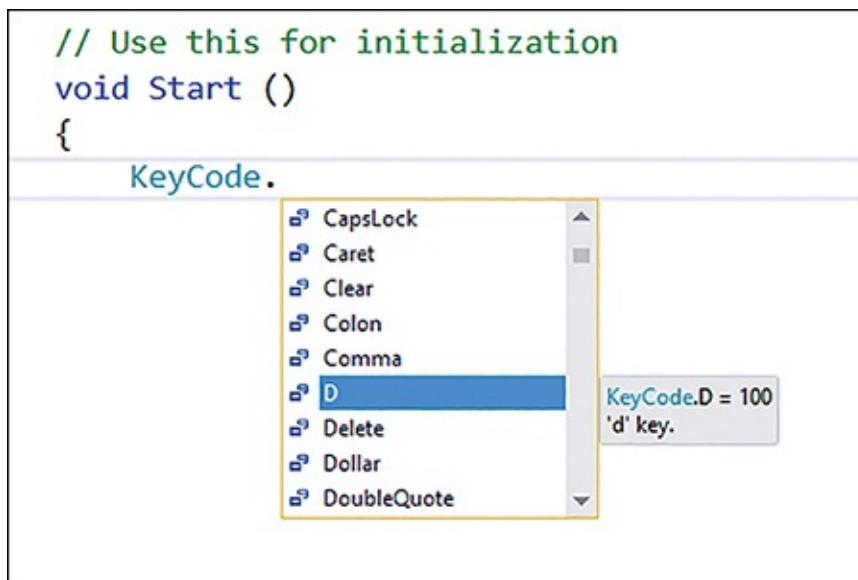 // Use this for initialization
void Start ()
{
KeyCode.
CapsLock
Caret
Clear
Colon
Comma
D
Delete
Dollar
DoubleQuote
KeyCode.D = 100
'd' key.